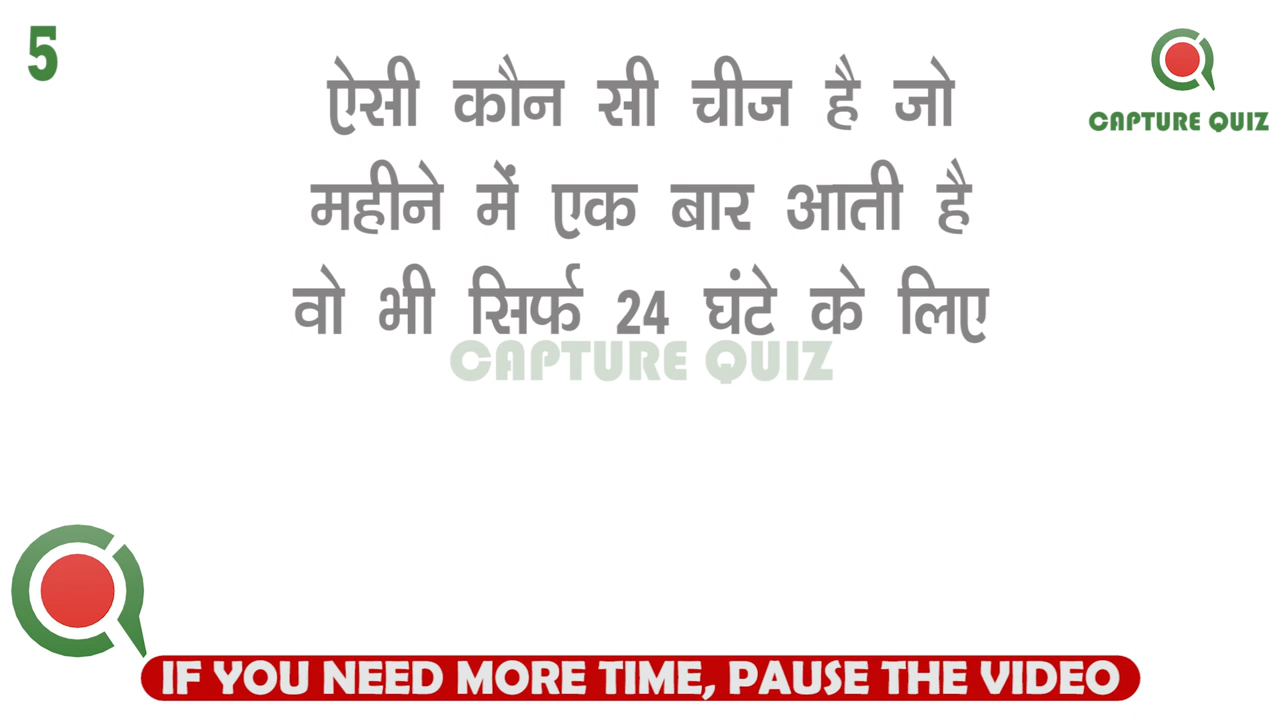 5
CAPTURE QUIZ
ऐसी कौन सी चीज है जो
महीने में एक बार आती है
वो भी सिर्फ 24 घंटे के लिए
CAPTURE QUIZ
IF YOU NEED MORE TIME, PAUSE THE VIDEO